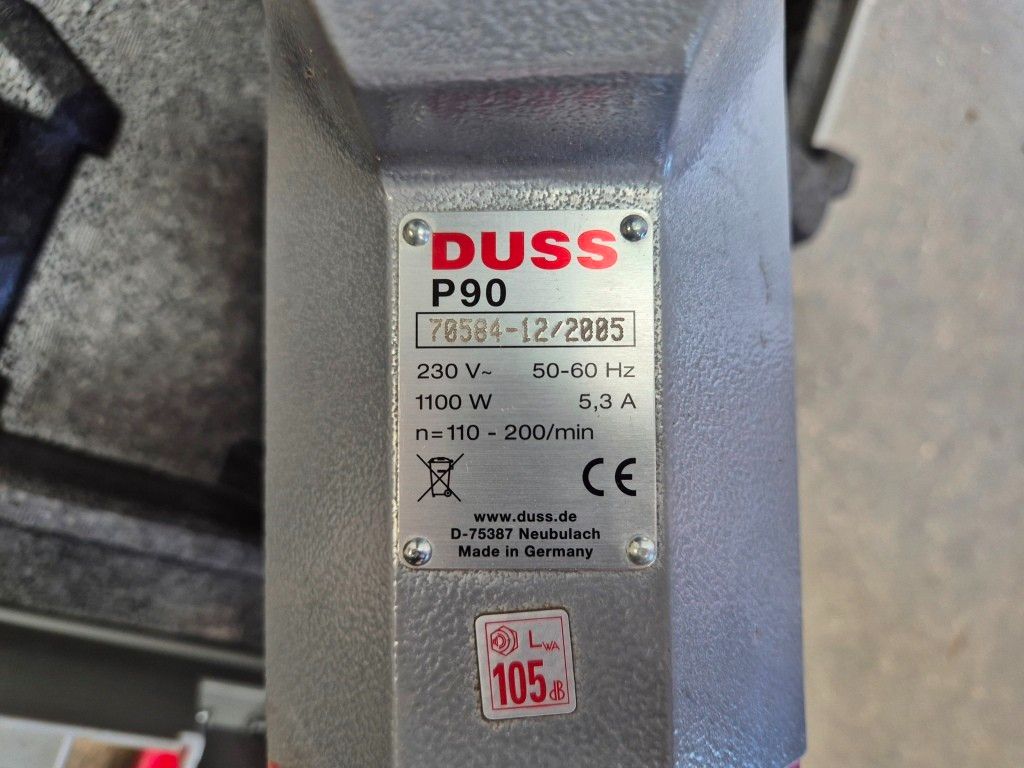 DUSS
P90
70584-12/2005
230 V~ 50-60 Hz
1100 W 5,3 A
n=110 - 200/min
CE
www.duss.de
D-75387 Neubulach
Made in Germany
LWA
105 dB